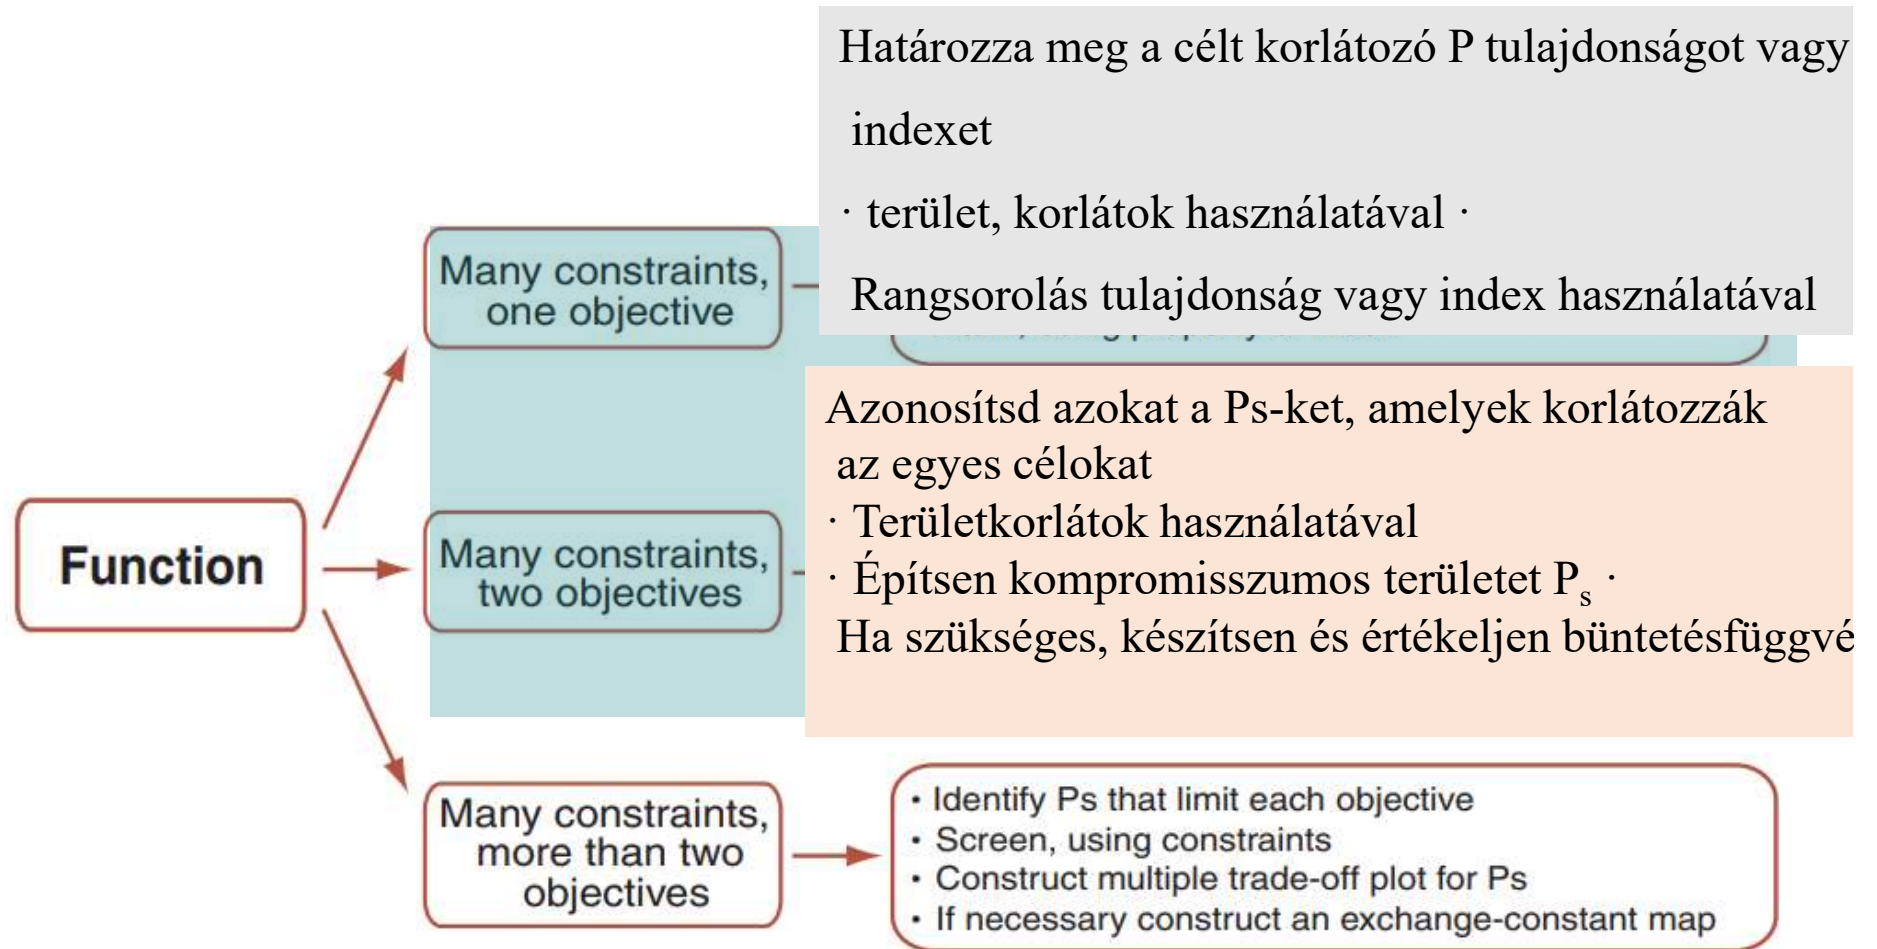 Határozza meg a célt korlátozó P tulajdonságot vagy
indexet
· terület, korlátok használatával ·
Rangsorolás tulajdonság vagy index használatával
Many constraints,
one objective
Azonosítsd azokat a Ps-ket, amelyek korlátozzák
az egyes célokat
· Területkorlátok használatával
· Építsen kompromisszumos területet Ps ·
Ha szükséges, készítsen és értékeljen büntetésfüggvé
Function
Many constraints,
two objectives
Many constraints,
more than two
objectives
• Identify Ps that limit each objective
• Screen, using constraints
• Construct multiple trade-off plot for Ps
• If necessary construct an exchange-constant map